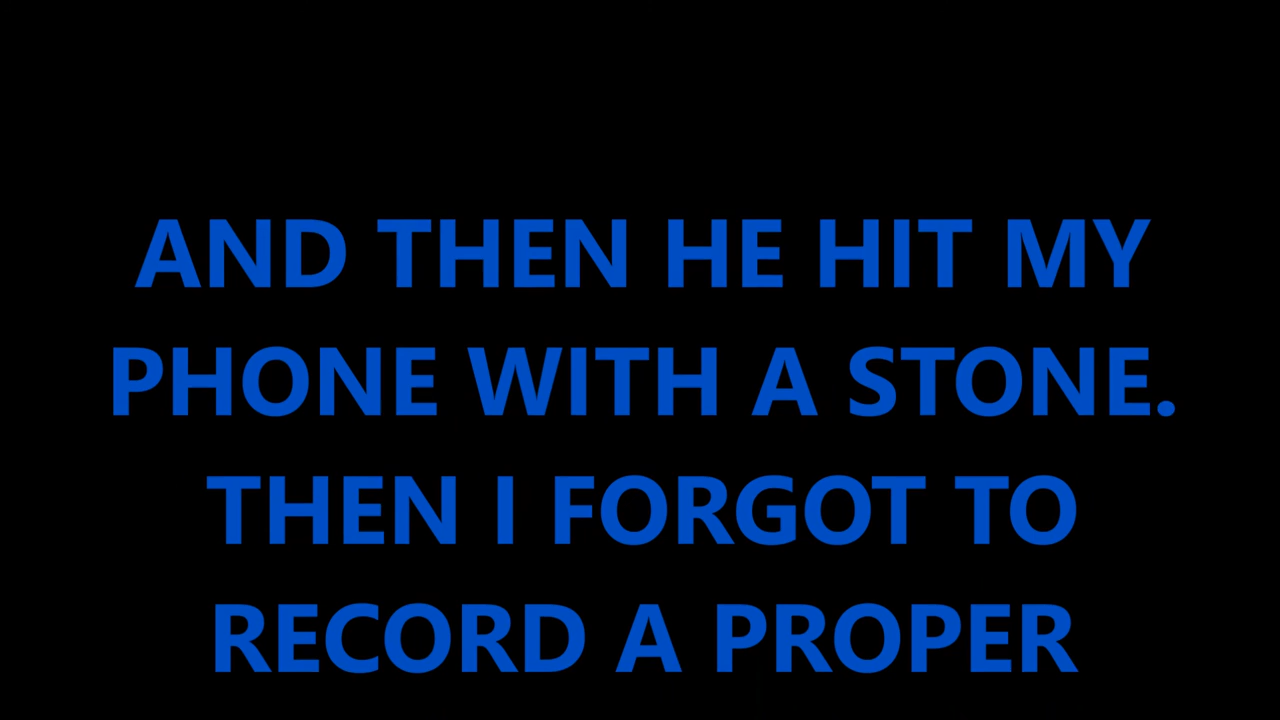 AND THEN HE HIT MY
PHONE WITH A STONE.
THEN I FORGOT TO
RECORD A PROPER